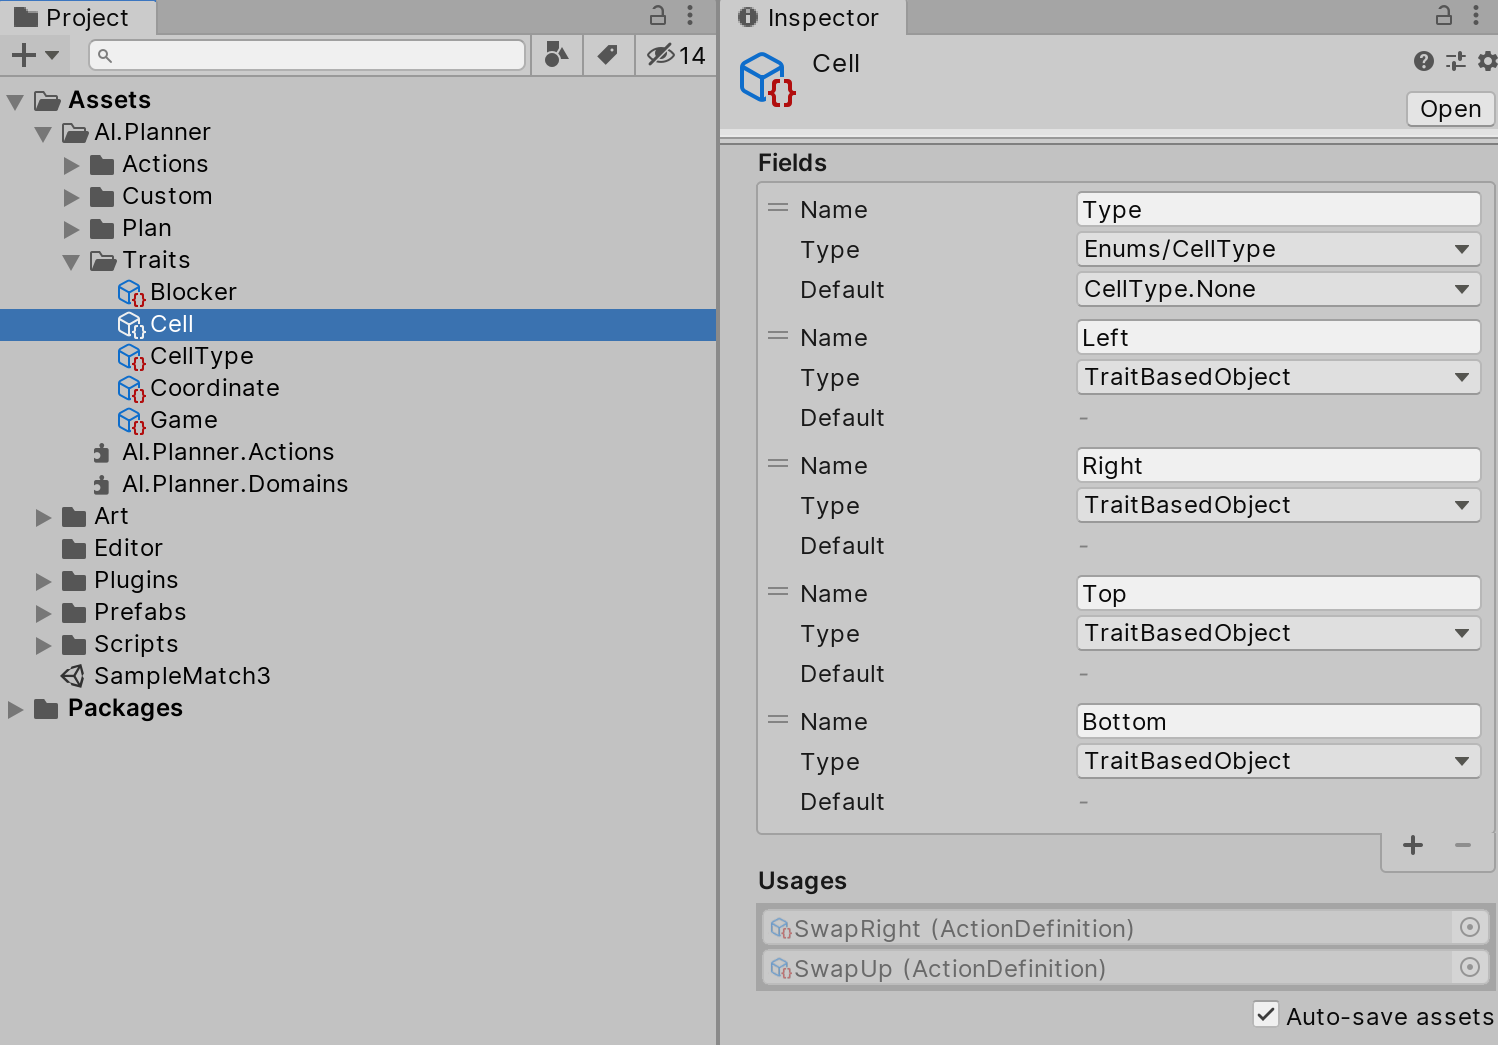 Project
14
Assets
AI.Planner
Actions
Custom
Plan
Traits
Blocker
Cell
CellType
Coordinate
Game
AI.Planner.Actions
AI.Planner.Domains
Art
Editor
Plugins
Prefabs
Scripts
SampleMatch3
Packages
Inspector
Cell
Open
Fields
Name Type
Type Enums/CellType
Default CellType.None
Name Left
Type TraitBasedObject
Default -
Name Right
Type TraitBasedObject
Default -
Name Top
Type TraitBasedObject
Default -
Name Bottom
Type TraitBasedObject
Default -
Usages
SwapRight (ActionDefinition)
SwapUp (ActionDefinition)
Auto-save assets